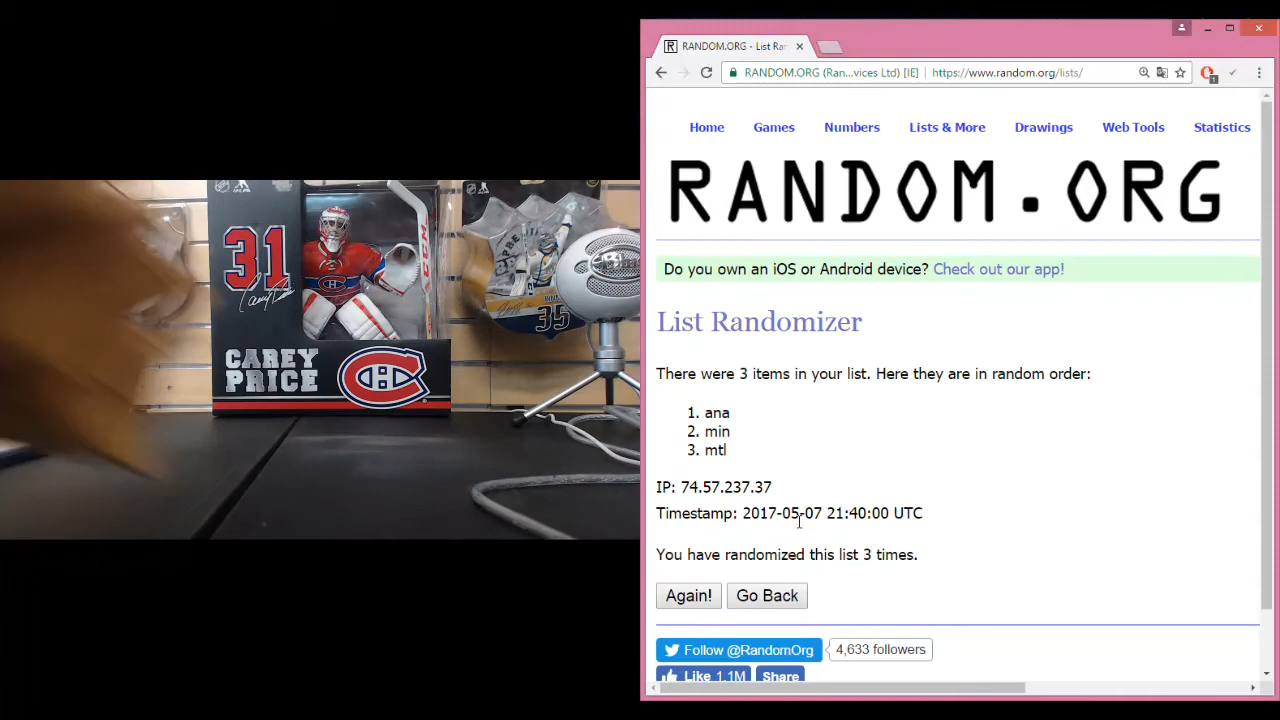 31
CAREY
PRICE
CCM
35
RANDOM.ORG - List Ra
RANDOM.ORG (Ran...vices Ltd) [IE]
https://www.random.org/lists/
1
Home Games Numbers Lists & More Drawings Web Tools Statistics
RANDOM.ORG
Do you own an iOS or Android device? Check out our app!
List Randomizer
There were 3 items in your list. Here they are in random order:
1. ana
2. min
3. mtl
IP: 74.57.237.37
Timestamp: 2017-05-07 21:40:00 UTC
You have randomized this list 3 times.
Again! Go Back
Follow @RandomOrg 4,633 followers
Like 1.1M Share